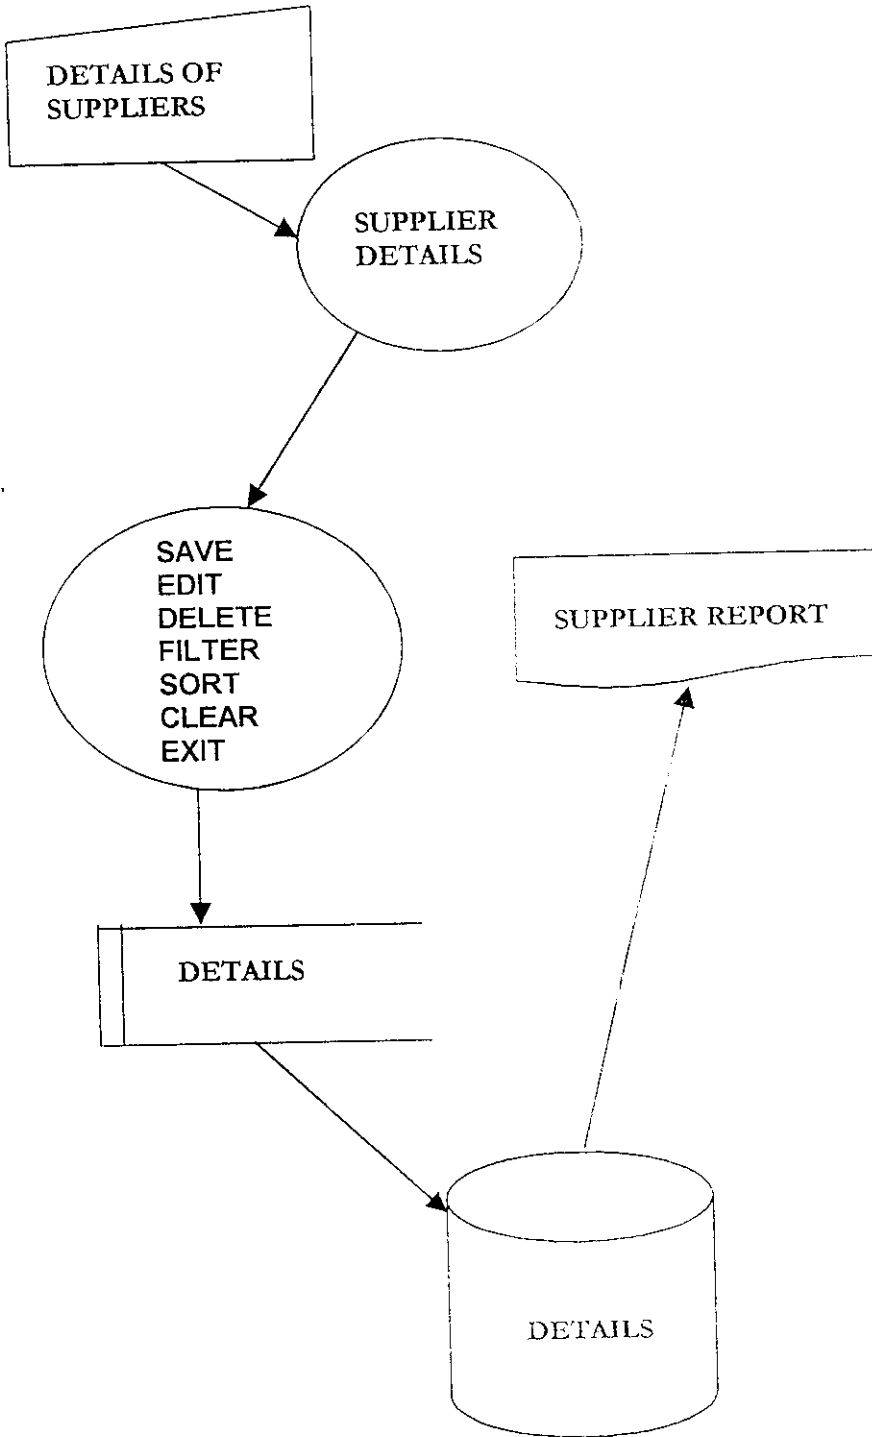 DETAILS OF
SUPPLIERS
SUPPLIER
DETAILS
SAVE
EDIT
DELETE
FILTER
SORT
CLEAR
EXIT
SUPPLIER REPORT
DETAILS
DETAILS